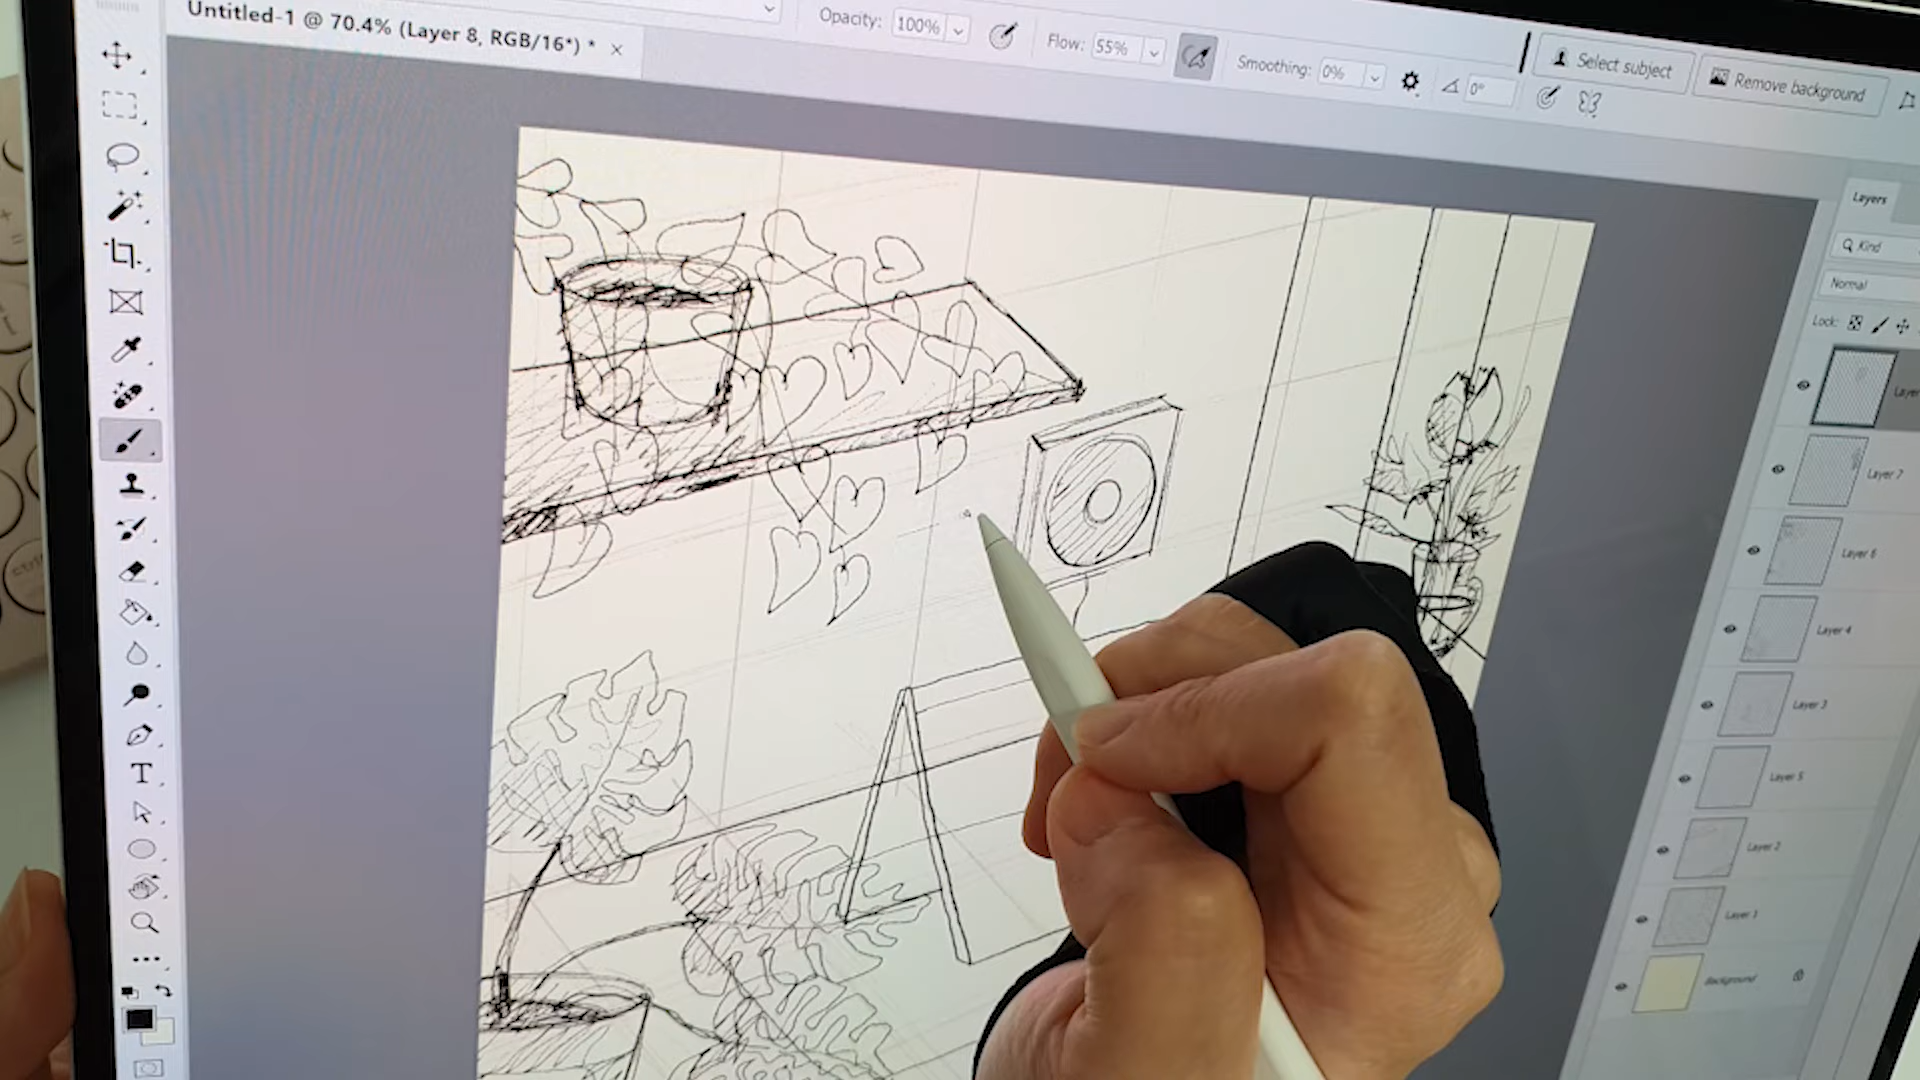 Untitled-1 @ 70.4% (Layer 8, RGB/16*) *
Opacity: 100%
Flow: 55%
Smoothing: 0%
0°
Select subject
Remove background
Layers
Kind
Normal
Lock:
Layer
Layer 7
Layer 6
Layer 4
Layer 3
Layer 5
Layer 2
Layer 1
Background
ctrl